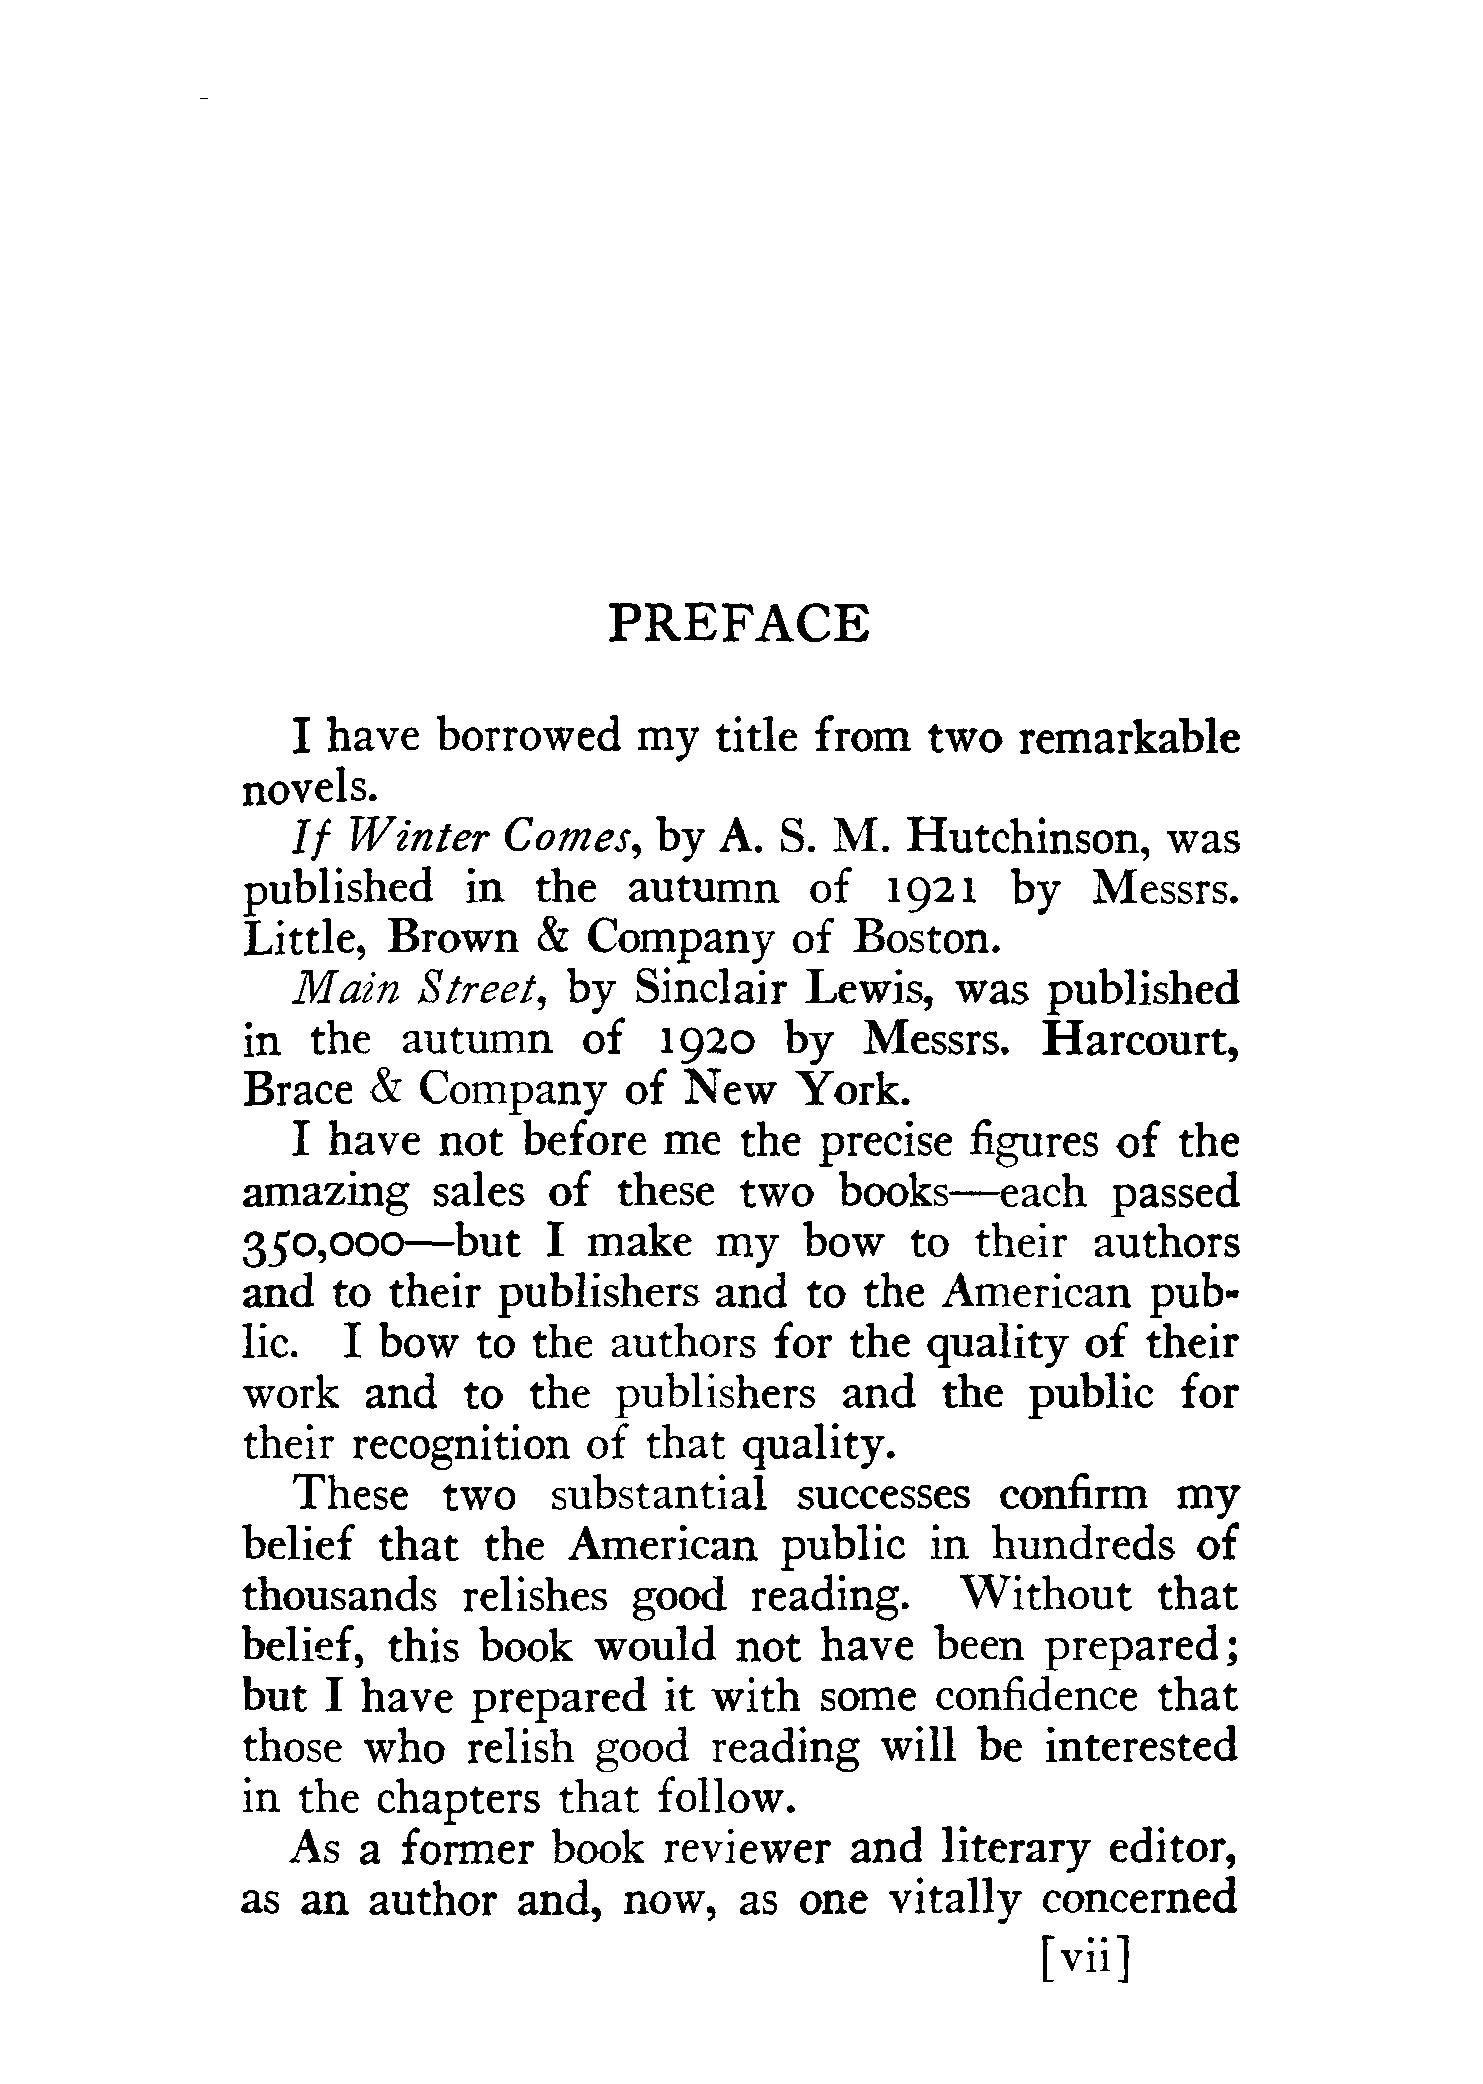 PREFACE
I have borrowed my title from two remarkable
novels.
If Winter Comes, by A. S. M. Hutchinson, was
published in the autumn of 1921 by Messrs.
Little, Brown & Company of Boston.
Main Street, by Sinclair Lewis, was published
in the autumn of 1920 by Messrs. Harcourt,
Brace & Company of New York.
I have not before me the precise figures of the
amazing sales of these two books—each passed
350,000—but I make my bow to their authors
and to their publishers and to the American pub-
lic. I bow to the authors for the quality of their
work and to the publishers and the public for
their recognition of that quality.
These two substantial successes confirm my
belief that the American public in hundreds of
thousands relishes good reading. Without that
belief, this book would not have been prepared;
but I have prepared it with some confidence that
those who relish good reading will be interested
in the chapters that follow.
As a former book reviewer and literary editor,
as an author and, now, as one vitally concerned
[vii]